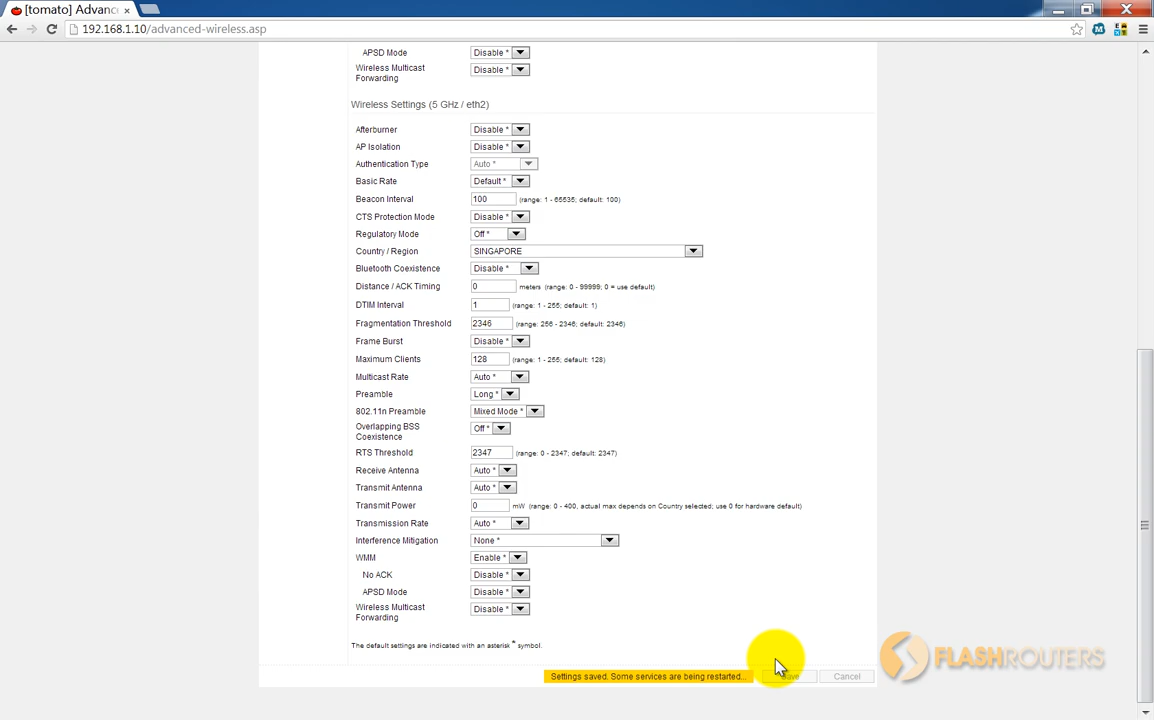 [tomato] Advanc
192.168.1.10/advanced-wireless.asp
APSD Mode Disable *
Wireless Multicast Forwarding Disable *
Wireless Settings (5 GHz / eth2)
Afterburner Disable *
AP Isolation Disable *
Authentication Type Auto *
Basic Rate Default *
Beacon Interval 100 (range: 1 - 65535; default: 100)
CTS Protection Mode Disable *
Regulatory Mode Off *
Country / Region SINGAPORE
Bluetooth Coexistence Disable *
Distance / ACK Timing 0 meters (range: 0 - 99999; 0 = use default)
DTIM Interval 1 (range: 1 - 255; default: 1)
Fragmentation Threshold 2346 (range: 256 - 2346; default: 2346)
Frame Burst Disable *
Maximum Clients 128 (range: 1 - 255; default: 128)
Multicast Rate Auto *
Preamble Long *
802.11n Preamble Mixed Mode *
Overlapping BSS Coexistence Off *
RTS Threshold 2347 (range: 0 - 2347; default: 2347)
Receive Antenna Auto *
Transmit Antenna Auto *
Transmit Power 0 mW (range: 0 - 400, actual max depends on Country selected; use 0 for hardware default)
Transmission Rate Auto *
Interference Mitigation None *
WMM Enable *
No ACK Disable *
APSD Mode Disable *
Wireless Multicast Forwarding Disable *
The default settings are indicated with an asterisk * symbol.
Settings saved. Some services are being restarted... Save Cancel
FLASHROUTERS